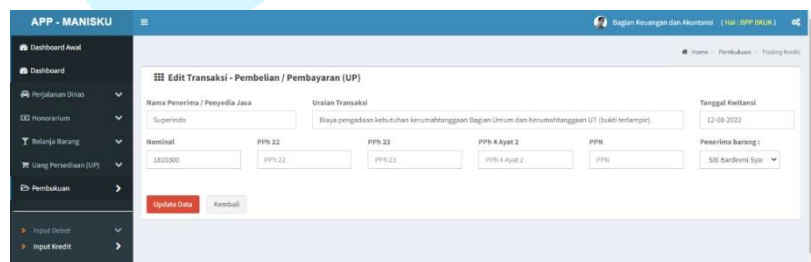 APP - MANISKU
Bagian Keuangan dan Akuntansi ( Hai : BPP BKUK )
Dashboard Awal
Home > Pembukuan > Posting Kredit
Dashboard
Edit Transaksi - Pembelian / Pembayaran (UP)
Perjalanan Dinas
Honorarium
Belanja Barang
Uang Persediaan (UP)
Pembukuan
Input Debet
Input Kredit
Nama Penerima / Penyedia Jasa
Uraian Transaksi
Tanggal Kwitansi
Superindo
Biaya pengadaan kebutuhan kerumahtanggaan Bagian Umum dan Kerumahtanggaan UT (bukti terlampir).
12-08-2022
Nominal PPh 22 PPh 23 PPh 4 Ayat 2 PPN Penerima barang :
1810300 PPh 22 PPh 23 PPh 4 Ayat 2 PPN Siti Bardeeni Syar
Update Data Kembali